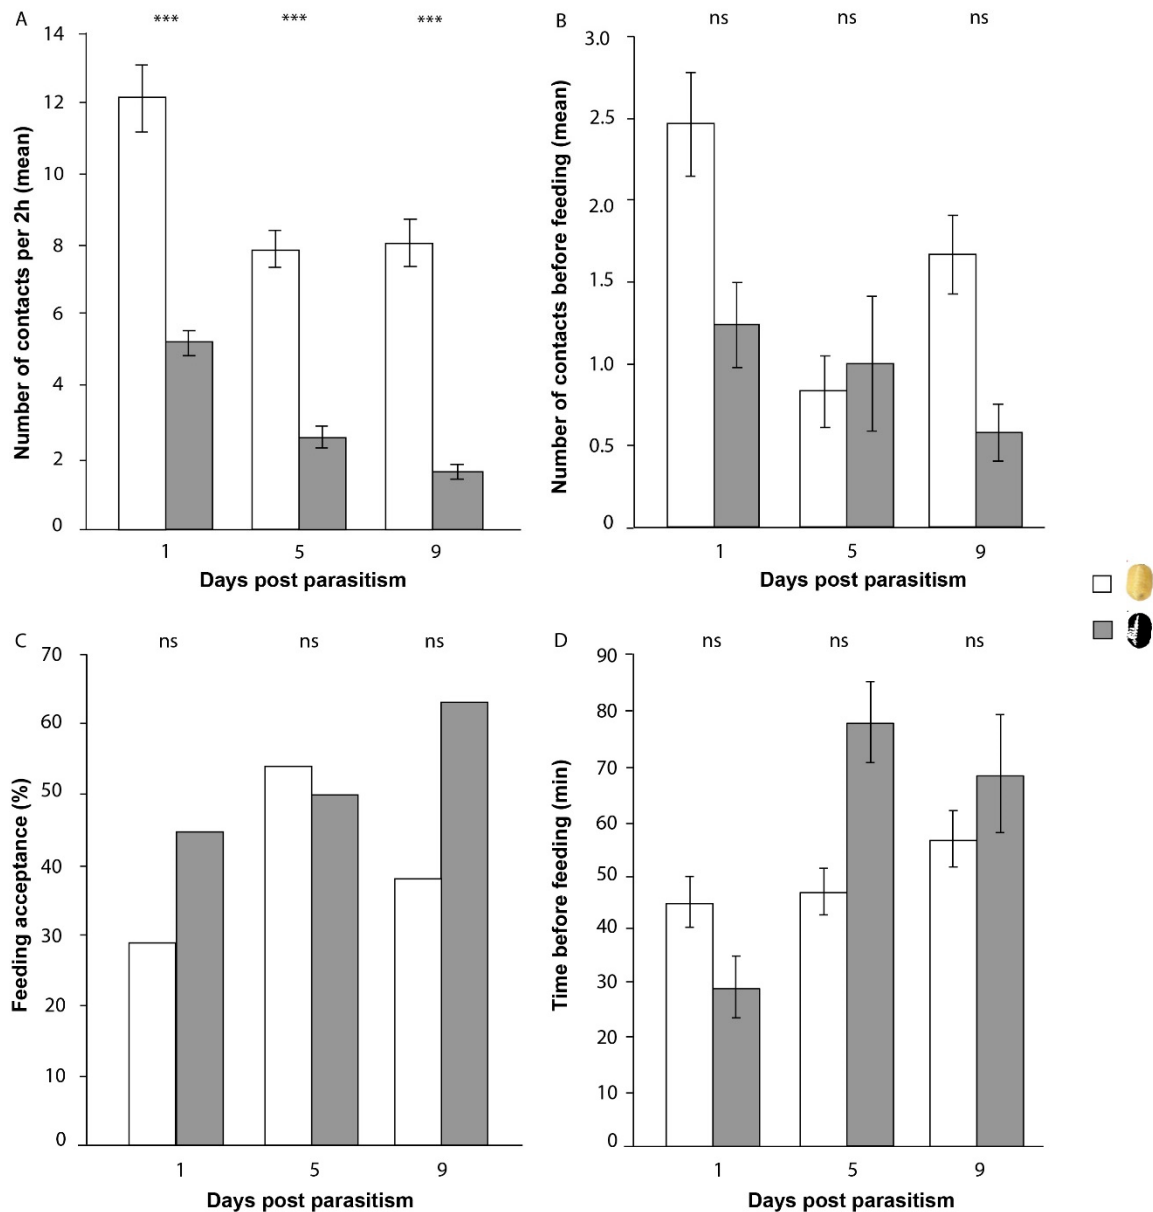 A
*** *** ***
14
12
10
8
6
4
2
0
Number of contacts per 2h (mean)
1 5 9
Days post parasitism
B
ns ns ns
3.0
2.5
2.0
1.5
1.0
0.5
0
Number of contacts before feeding (mean)
1 5 9
Days post parasitism
C
ns ns ns
70
60
50
40
30
20
10
0
Feeding acceptance (%)
1 5 9
Days post parasitism
D
ns ns ns
90
80
70
60
50
40
30
20
10
0
Time before feeding (min)
1 5 9
Days post parasitism